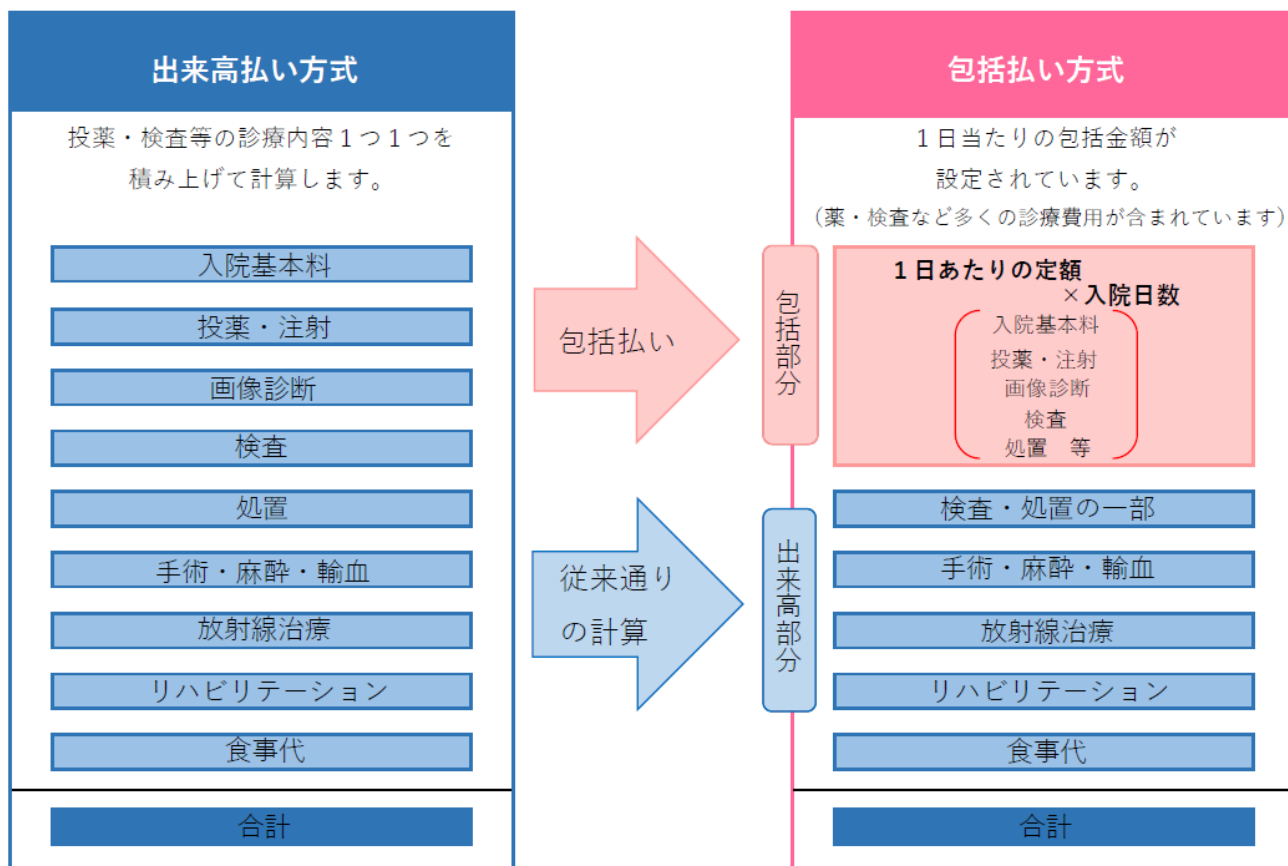 出来高払い方式
投薬・検査等の診療内容１つ１つを
積み上げて計算します。
入院基本料
投薬・注射
画像診断
検査
処置
手術・麻酔・輸血
放射線治療
リハビリテーション
食事代
合計
包括払い
従来通り
の計算
包括払い方式
１日当たりの包括金額が
設定されています。
（薬・検査など多くの診療費用が含まれています）
包括部分
１日あたりの定額
×入院日数
入院基本料
投薬・注射
画像診断
検査
処置　等
出来高部分
検査・処置の一部
手術・麻酔・輸血
放射線治療
リハビリテーション
食事代
合計